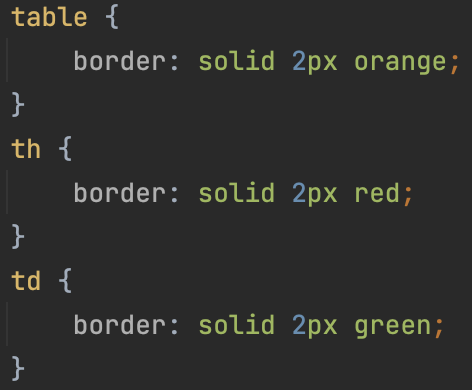 table {
    border: solid 2px orange;
}
th {
    border: solid 2px red;
}
td {
    border: solid 2px green;
}